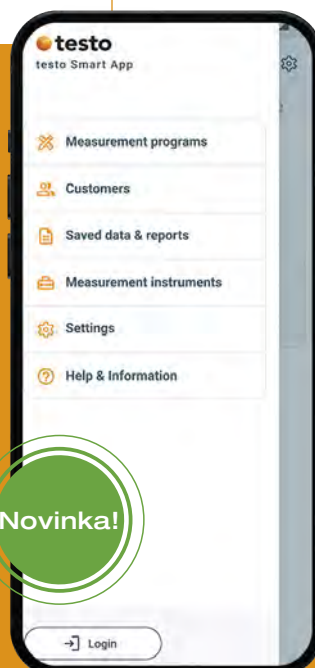 testo
testo Smart App
Measurement programs
Customers
Saved data & reports
Measurement instruments
Settings
Help & Information
Novinka!
Login